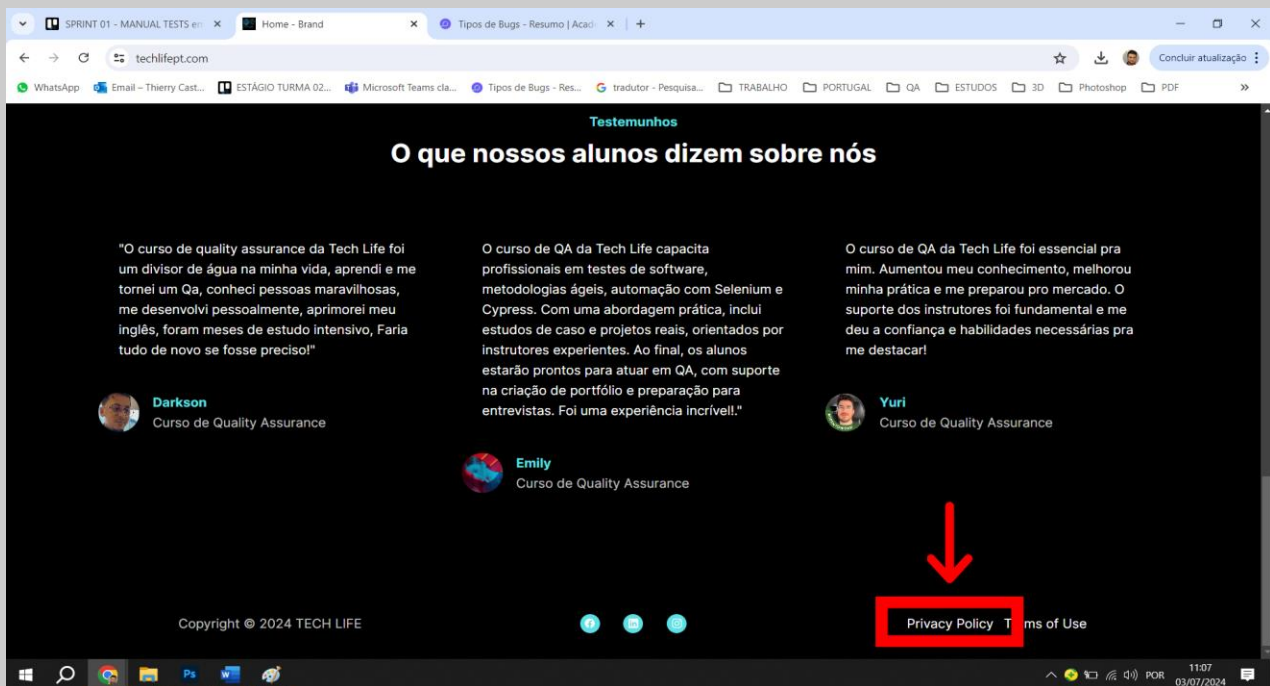 SPRINT 01 - MANUAL TESTS em
Home - Brand
Tipos de Bugs - Resumo | Acad
techlifept.com
Concluir atualização
WhatsApp
Email – Thierry Cast...
ESTÁGIO TURMA 02...
Microsoft Teams cla...
Tipos de Bugs - Res...
tradutor - Pesquisa...
TRABALHO
PORTUGAL
QA
ESTUDOS
3D
Photoshop
PDF
Testemunhos
O que nossos alunos dizem sobre nós
"O curso de quality assurance da Tech Life foi
um divisor de água na minha vida, aprendi e me
tornei um Qa, conheci pessoas maravilhosas,
me desenvolvi pessoalmente, aprimorei meu
inglês, foram meses de estudo intensivo, Faria
tudo de novo se fosse preciso!"
Darkson
Curso de Quality Assurance
O curso de QA da Tech Life capacita
profissionais em testes de software,
metodologias ágeis, automação com Selenium e
Cypress. Com uma abordagem prática, inclui
estudos de caso e projetos reais, orientados por
instrutores experientes. Ao final, os alunos
estarão prontos para atuar em QA, com suporte
na criação de portfólio e preparação para
entrevistas. Foi uma experiência incrível!."
Emily
Curso de Quality Assurance
O curso de QA da Tech Life foi essencial pra
mim. Aumentou meu conhecimento, melhorou
minha prática e me preparou pro mercado. O
suporte dos instrutores foi fundamental e me
deu a confiança e habilidades necessárias pra
me destacar!
Yuri
Curso de Quality Assurance
Copyright © 2024 TECH LIFE
Privacy Policy
ms of Use
Ps
POR
11:07
03/07/2024